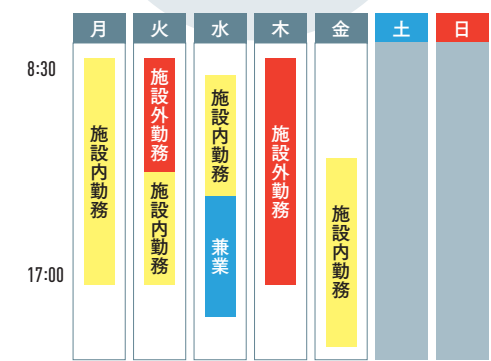 月 火 水 木 金 土 日
8:30
17:00
施設内勤務
施設外勤務
施設内勤務
施設内勤務
兼業
施設外勤務
施設内勤務